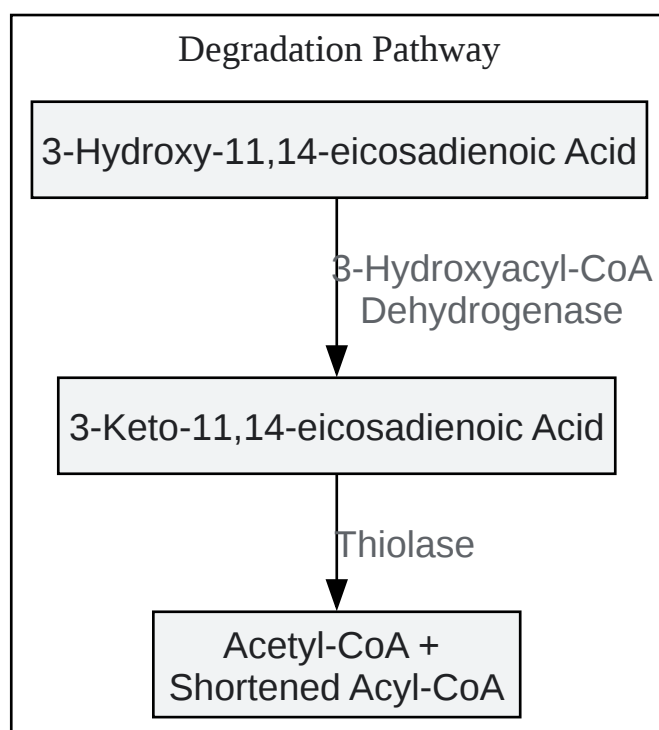 Degradation Pathway
3-Hydroxy-11,14-eicosadienoic Acid
3-Hydroxyacyl-CoA
Dehydrogenase
3-Keto-11,14-eicosadienoic Acid
Thiolase
Acetyl-CoA +
Shortened Acyl-CoA